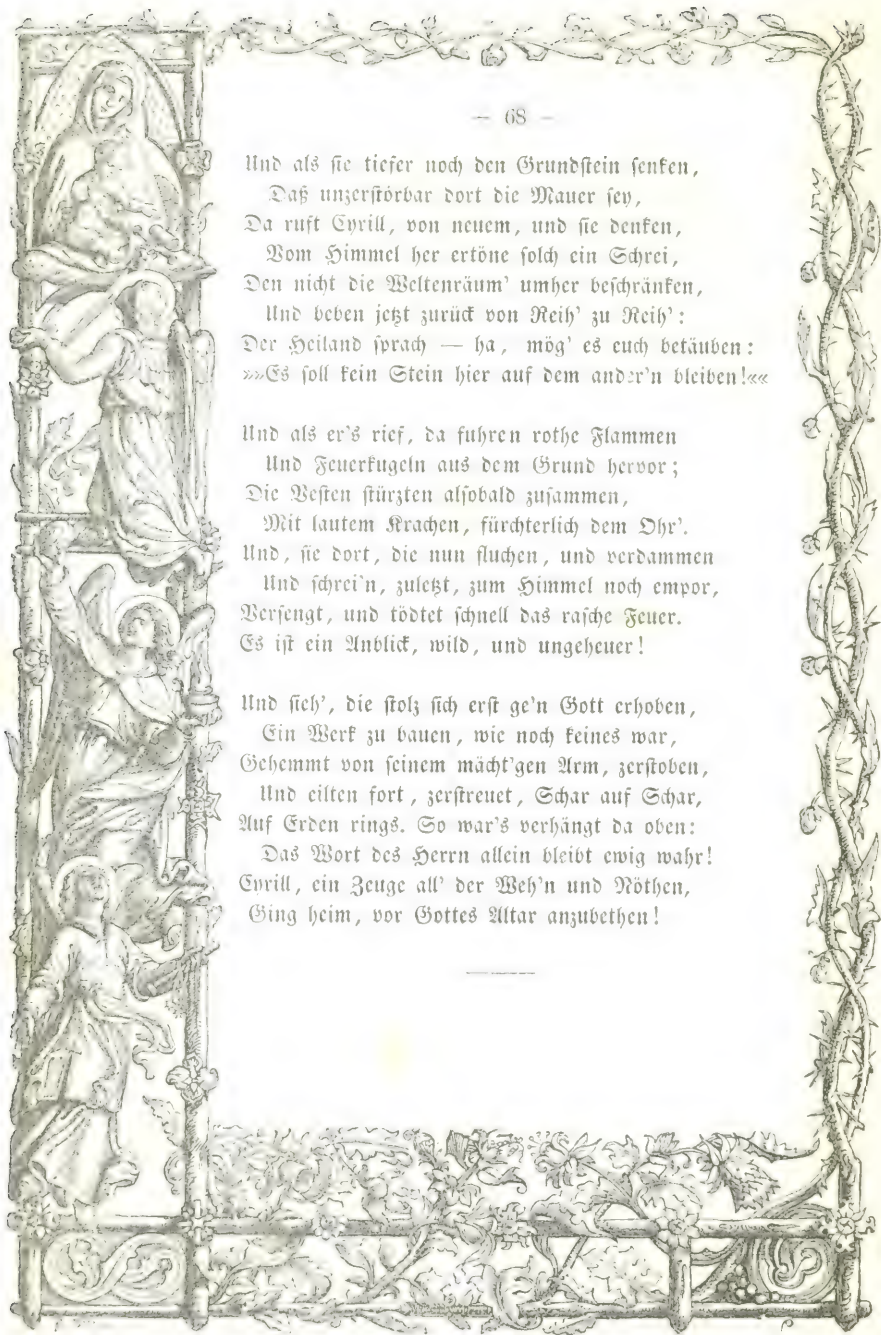 — 68 —
Und als sie tiefer noch den Grundstein senken,
Daß unzerstörbar dort die Mauer sey,
Da ruft Cyrill, von neuem, und sie denken,
Vom Himmel her ertöne solch ein Schrei,
Den nicht die Weltenräum' umher beschränken,
Und beben jetzt zurück von Reih' zu Reih':
Der Heiland sprach — ha, mög' es euch betäuben:
»»Es soll kein Stein hier auf dem ander'n bleiben!««
Und als er's rief, da fuhren rothe Flammen
Und Feuerkugeln aus dem Grund hervor;
Die Vesten stürzten alsobald zusammen,
Mit lautem Krachen, fürchterlich dem Ohr'.
Und, sie dort, die nun fluchen, und verdammen
Und schrei'n, zuletzt, zum Himmel noch empor,
Versengt, und tödtet schnell das rasche Feuer.
Es ist ein Anblick, wild, und ungeheuer!
Und sieh', die stolz sich erst ge'n Gott erhoben,
Ein Werk zu bauen, wie noch keines war,
Gehemmt von seinem mächt'gen Arm, zerstoben,
Und eilten fort, zerstreuet, Schar auf Schar,
Auf Erden rings. So war's verhängt da oben:
Das Wort des Herrn allein bleibt ewig wahr!
Cyrill, ein Zeuge all' der Weh'n und Nöthen,
Ging heim, vor Gottes Altar anzubethen!